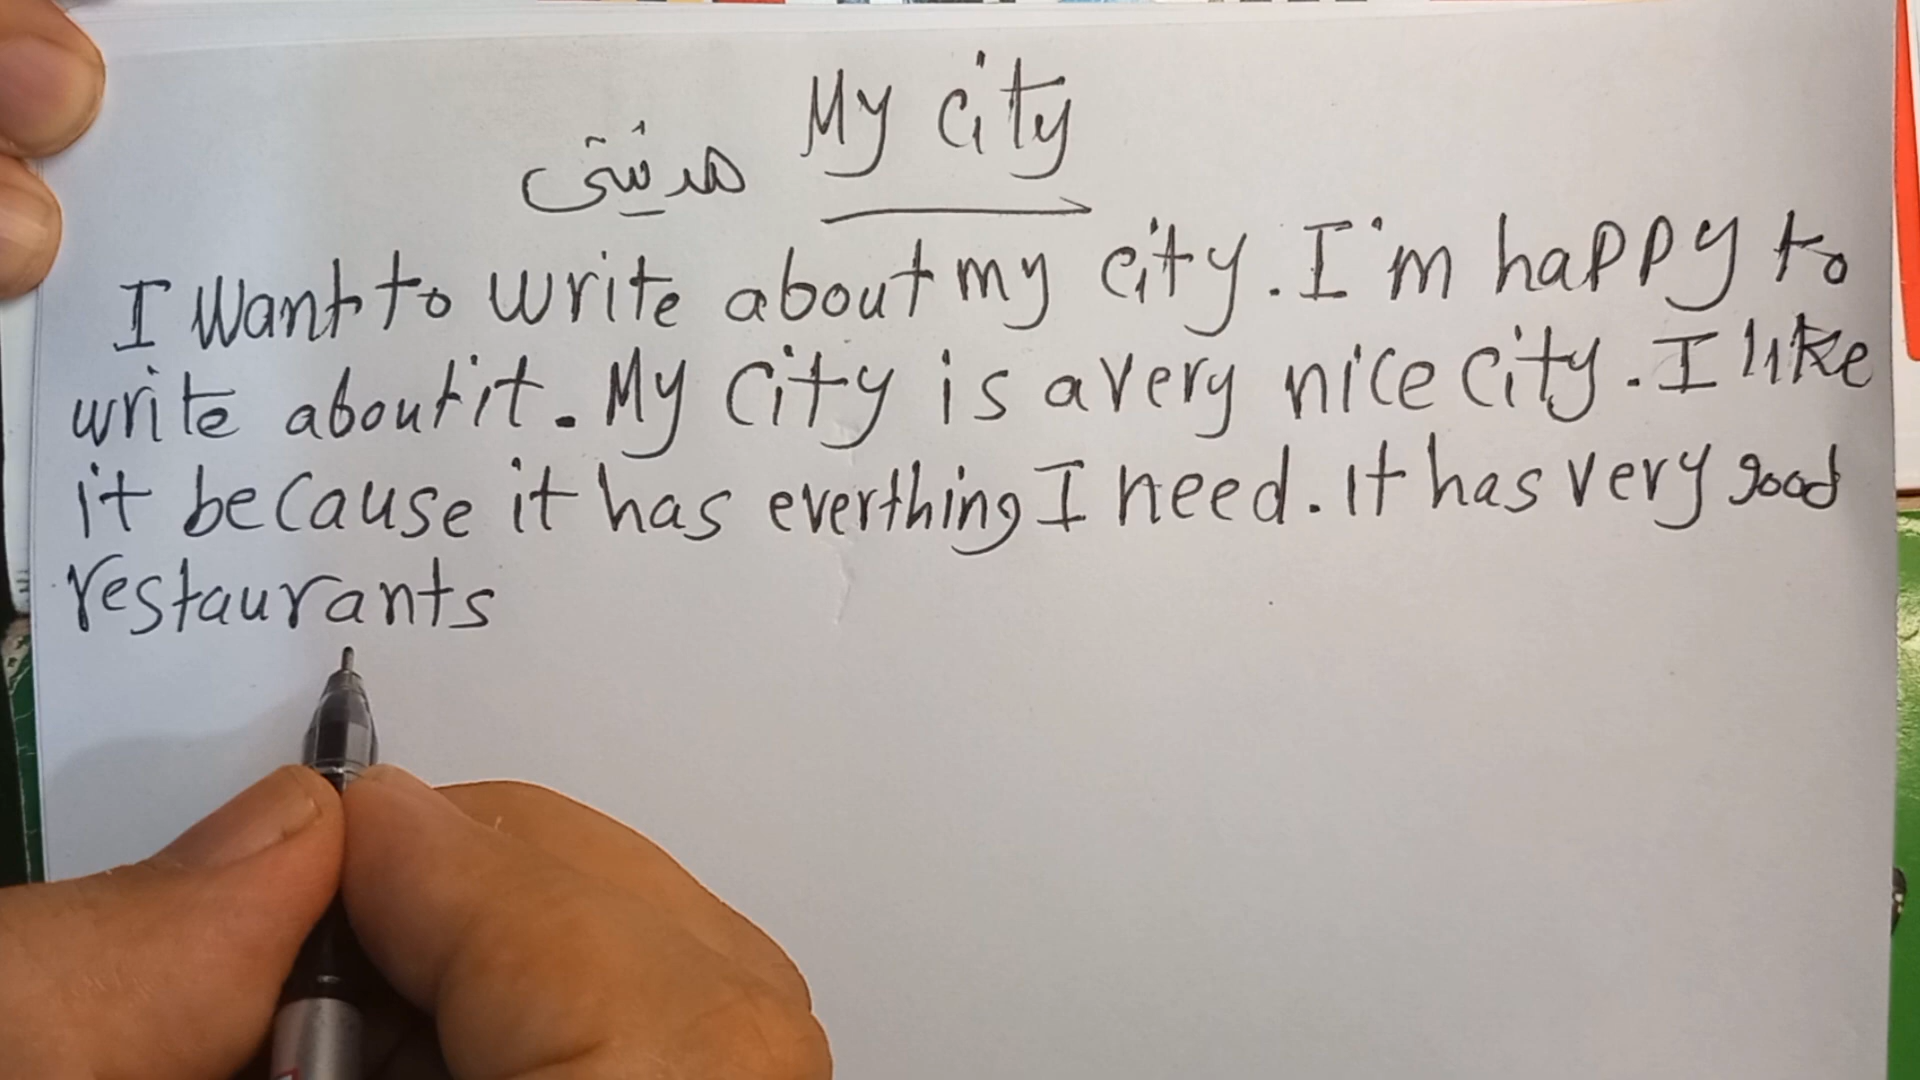 My city
مدينتي
I want to write about my city. I'm happy to
write about it. My city is a very nice city. I like
it because it has everthing I need. It has very good
restaurants